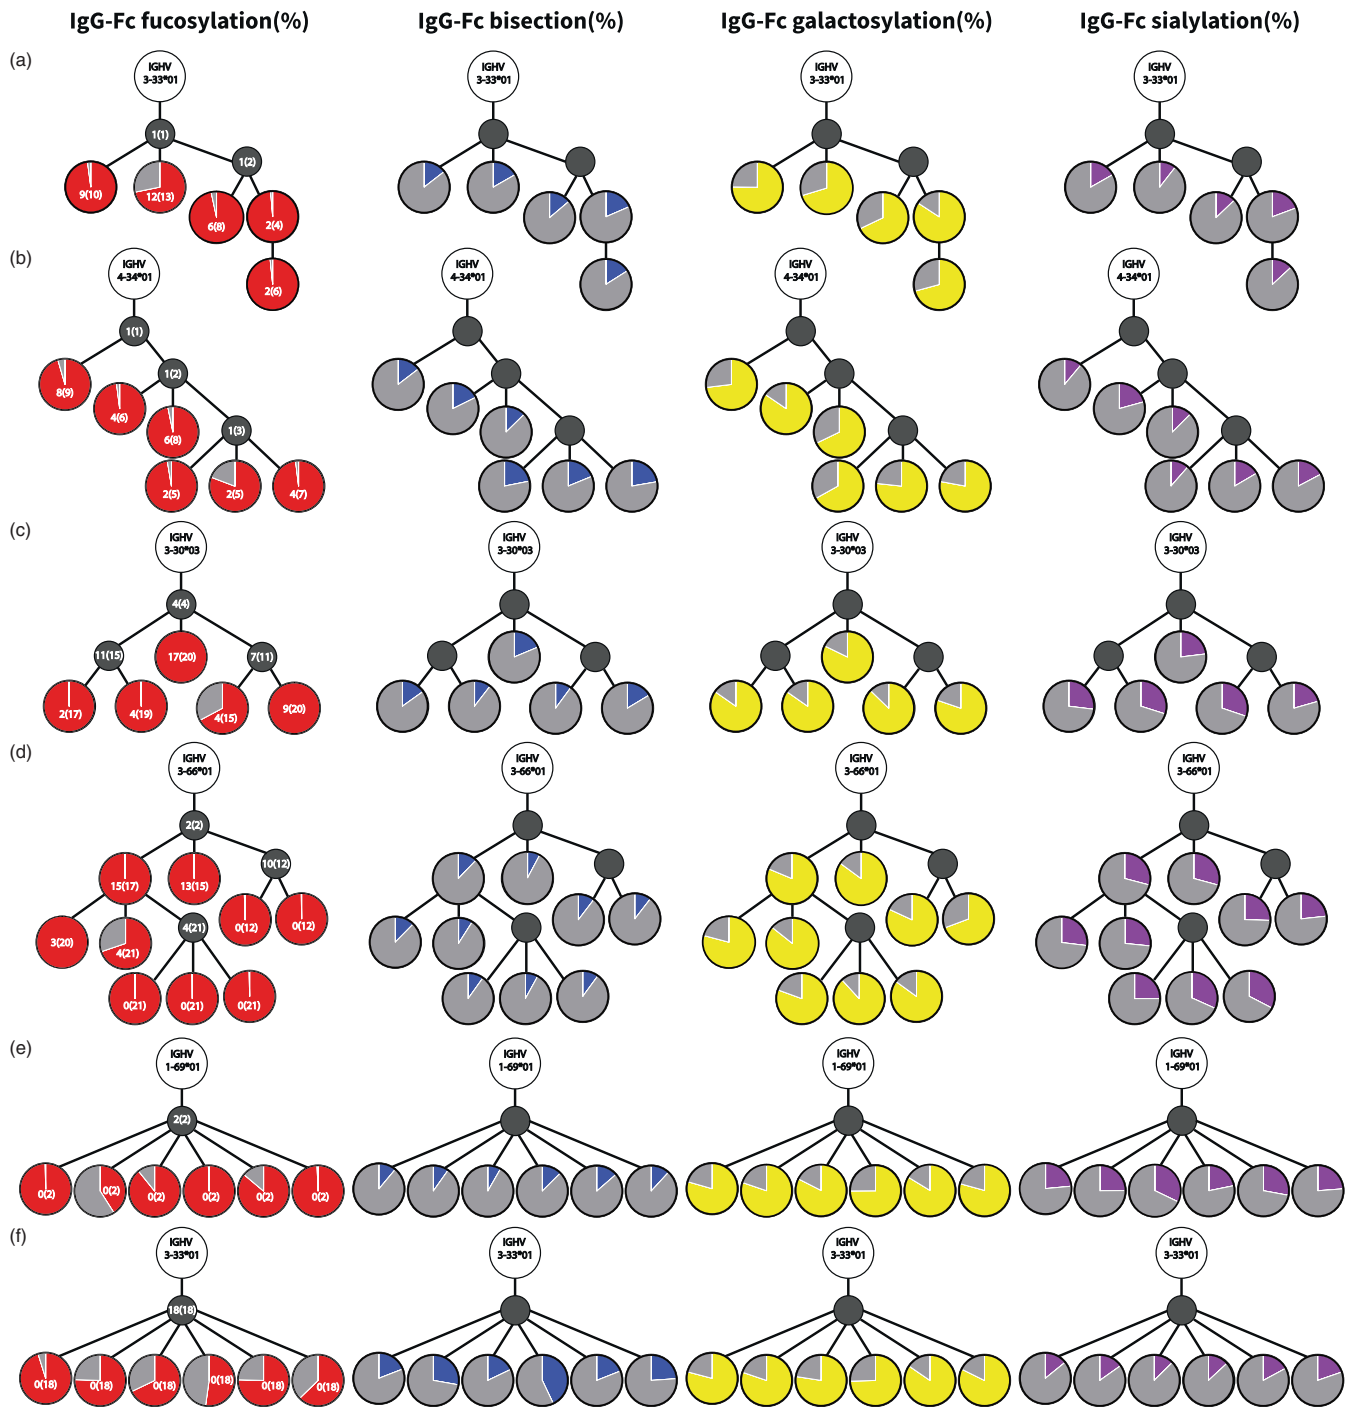 IgG-Fc fucosylation(%) IgG-Fc bisection(%) IgG-Fc galactosylation(%) IgG-Fc sialylation(%)
(a)
IGHV IGHV IGHV IGHV
3-33*01 3-33*01 3-33*01 3-33*01
1(1)
1(2)
9(10) 12(13)
6(8) 2(4)
2(6)
(b)
IGHV IGHV IGHV IGHV
4-34*01 4-34*01 4-34*01 4-34*01
1(1)
1(2)
8(9)
4(6)
6(8) 1(3)
2(5) 2(5) 4(7)
(c)
IGHV IGHV IGHV IGHV
3-30*03 3-30*03 3-30*03 3-30*03
4(4)
11(15) 17(20) 7(11)
2(17) 4(19) 4(15) 9(20)
(d)
IGHV IGHV IGHV IGHV
3-66*01 3-66*01 3-66*01 3-66*01
2(2)
10(12)
15(17) 13(15)
4(21) 0(12) 0(12)
3(20) 4(21)
0(21) 0(21) 0(21)
(e)
IGHV IGHV IGHV IGHV
1-69*01 1-69*01 1-69*01 1-69*01
2(2)
0(2) 0(2) 0(2) 0(2) 0(2) 0(2)
(f)
IGHV IGHV IGHV IGHV
3-33*01 3-33*01 3-33*01 3-33*01
18(18)
0(18) 0(18) 0(18) 0(18) 0(18) 0(18)